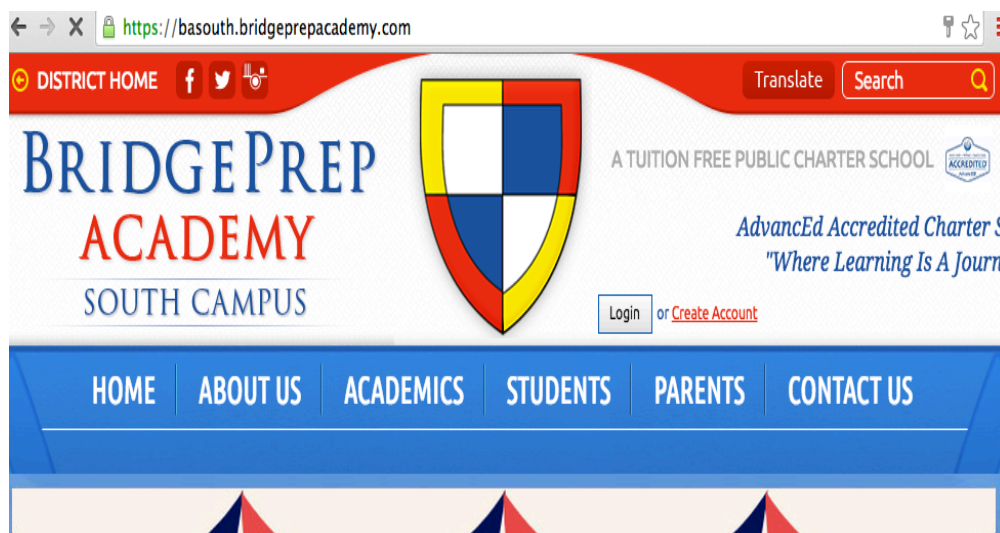 https://basouth.bridgeprepacademy.com
DISTRICT HOME
Translate
Search
BRIDGEPREP
ACADEMY
SOUTH CAMPUS
A TUITION FREE PUBLIC CHARTER SCHOOL
ACCREDITED
AdvancEd Accredited Charter S
"Where Learning Is A Journ
Login or Create Account
HOME ABOUT US ACADEMICS STUDENTS PARENTS CONTACT US